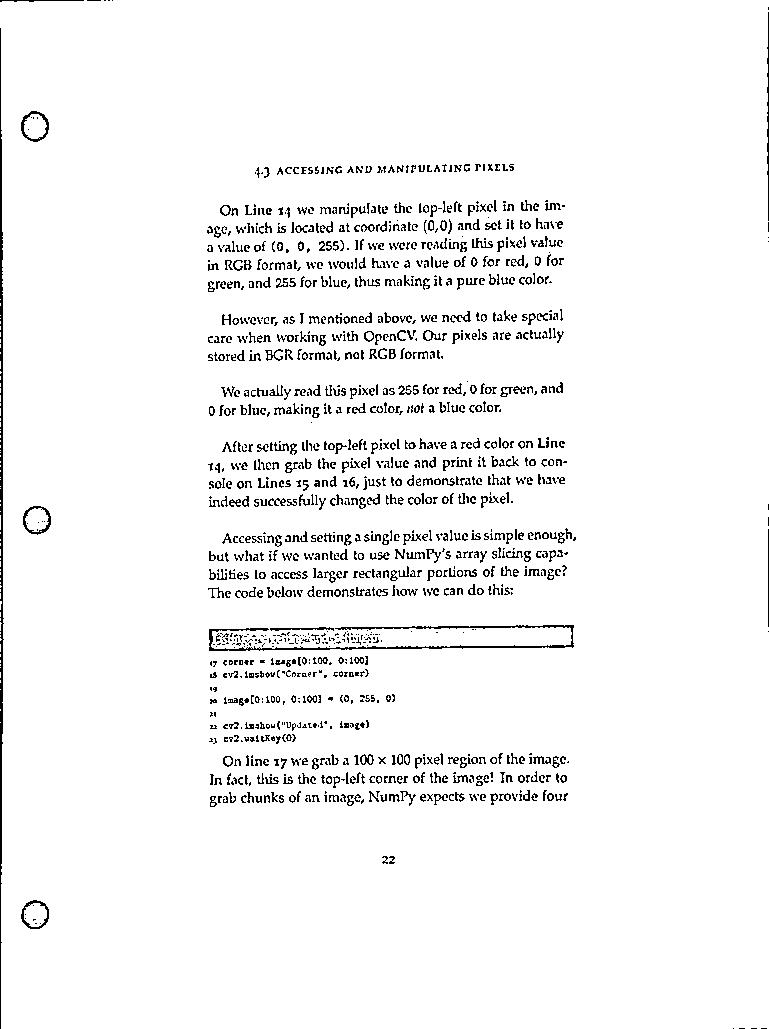 4.3 ACCESSING AND MANIPULATING PIXELS
On Line 14 we manipulate the top-left pixel in the im-
age, which is located at coordinate (0,0) and set it to have
a value of (0, 0, 255). If we were reading this pixel value
in RGB format, we would have a value of 0 for red, 0 for
green, and 255 for blue, thus making it a pure blue color.
However, as I mentioned above, we need to take special
care when working with OpenCV. Our pixels are actually
stored in BGR format, not RGB format.
We actually read this pixel as 255 for red, 0 for green, and
0 for blue, making it a red color, not a blue color.
After setting the top-left pixel to have a red color on Line
14, we then grab the pixel value and print it back to con-
sole on Lines 15 and 16, just to demonstrate that we have
indeed successfully changed the color of the pixel.
Accessing and setting a single pixel value is simple enough,
but what if we wanted to use NumPy's array slicing capa-
bilities to access larger rectangular portions of the image?
The code below demonstrates how we can do this:
17 corner = image[0:100, 0:100]
18 cv2.imshow("Corner", corner)
19
20 image[0:100, 0:100] = (0, 255, 0)
21
22 cv2.imshow("Updated", image)
23 cv2.waitKey(0)
On line 17 we grab a 100 × 100 pixel region of the image.
In fact, this is the top-left corner of the image! In order to
grab chunks of an image, NumPy expects we provide four
22